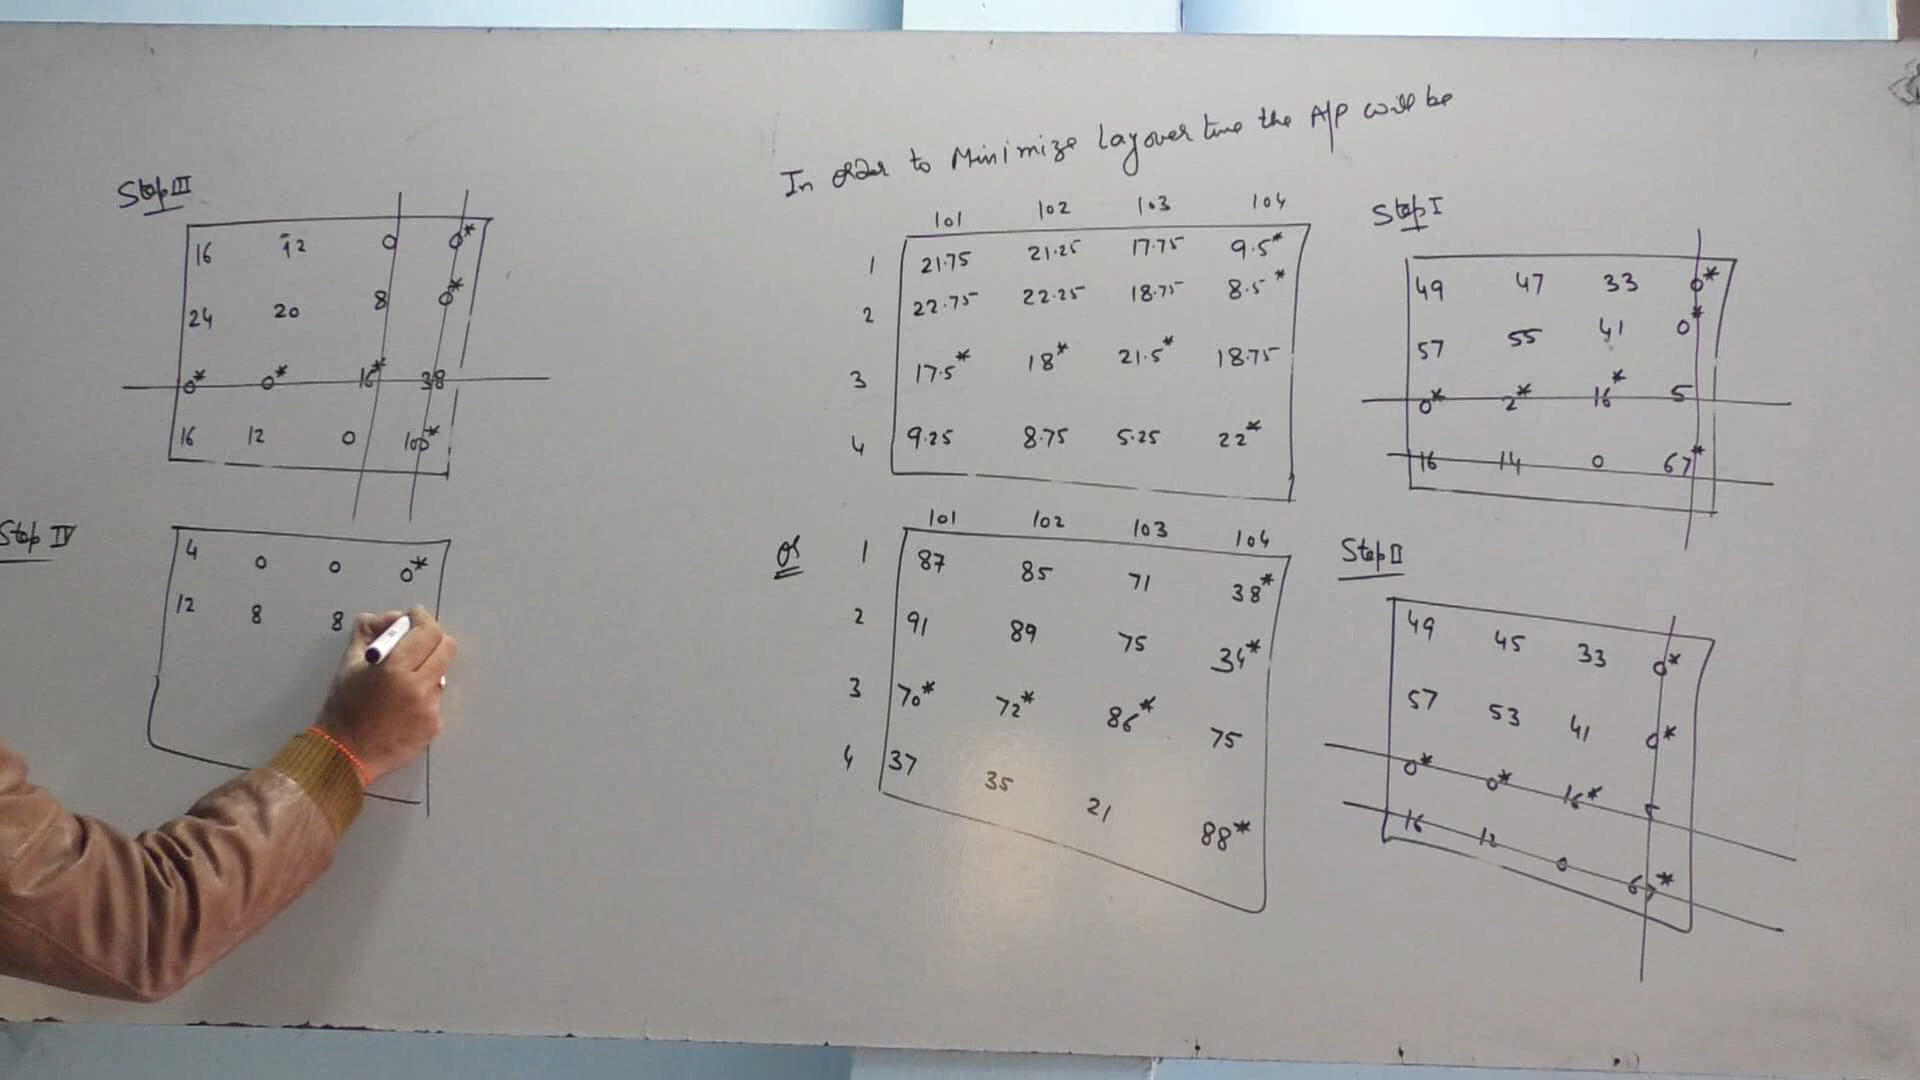 Step III
16 12 0 0*
24 20 8 0*
0* 0* 16* 38
16 12 0 100*
Step IV
4 0 0 0*
12 8 8
In order to Minimize layover time the A/P will be
101 102 103 104
1 21.75 21.25 17.75 9.5*
2 22.75 22.25 18.75 8.5*
3 17.5* 18* 21.5* 18.75
4 9.25 8.75 5.25 22*
or
101 102 103 104
1 87 85 71 38*
2 91 89 75 34*
3 70* 72* 86* 75
4 37 35 21 88*
Step I
49 47 33 0*
57 55 41 0*
0* 2* 16* 5
16 14 0 67*
Step II
49 45 33 0*
57 53 41 0*
0* 0* 16* 5
16 12 0 67*